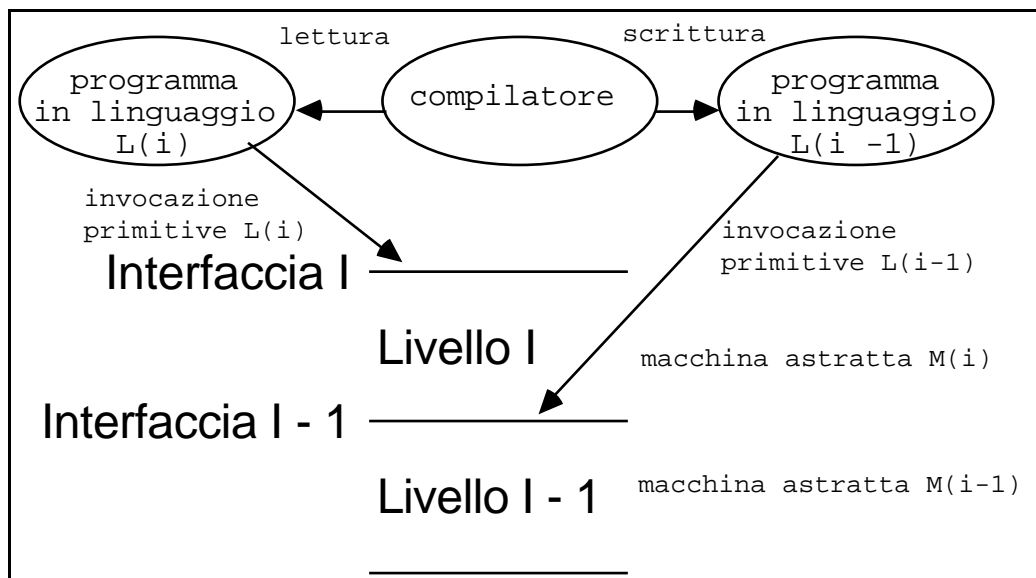 lettura
scrittura
programma
in linguaggio
L(i)
compilatore
programma
in linguaggio
L(i -1)
invocazione
primitive L(i)
invocazione
primitive L(i-1)
Interfaccia I
Livello I
macchina astratta M(i)
Interfaccia I - 1
Livello I - 1
macchina astratta M(i-1)